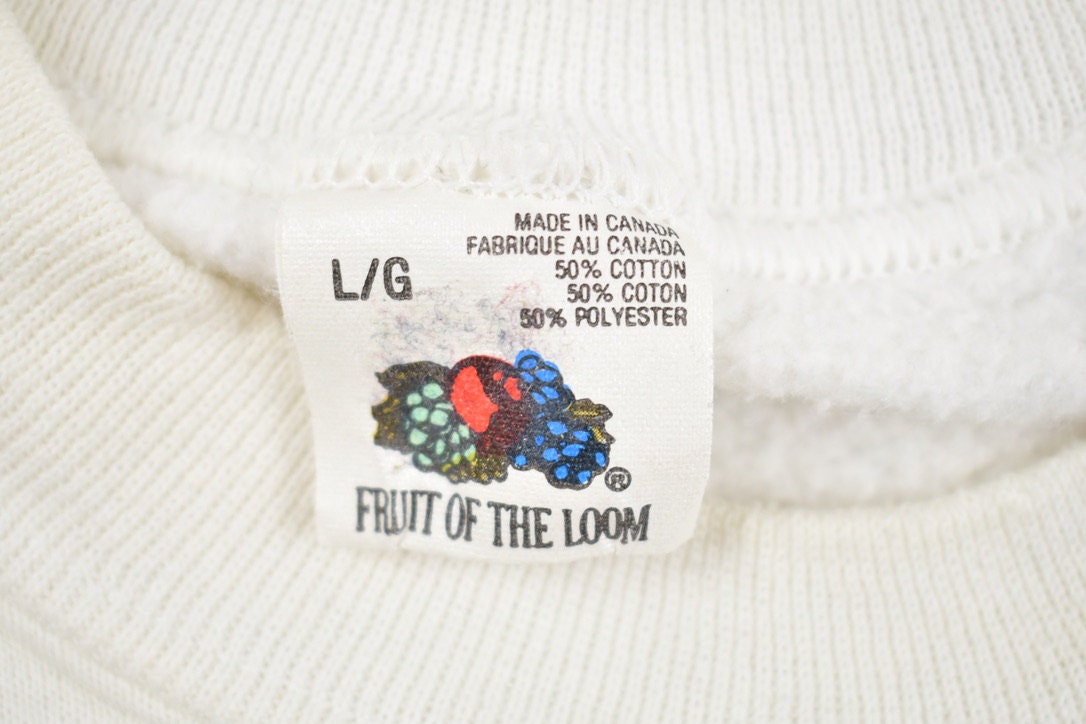 L/G
MADE IN CANADA
FABRIQUE AU CANADA
50% COTTON
50% COTON
50% POLYESTER
®
FRUIT OF THE LOOM